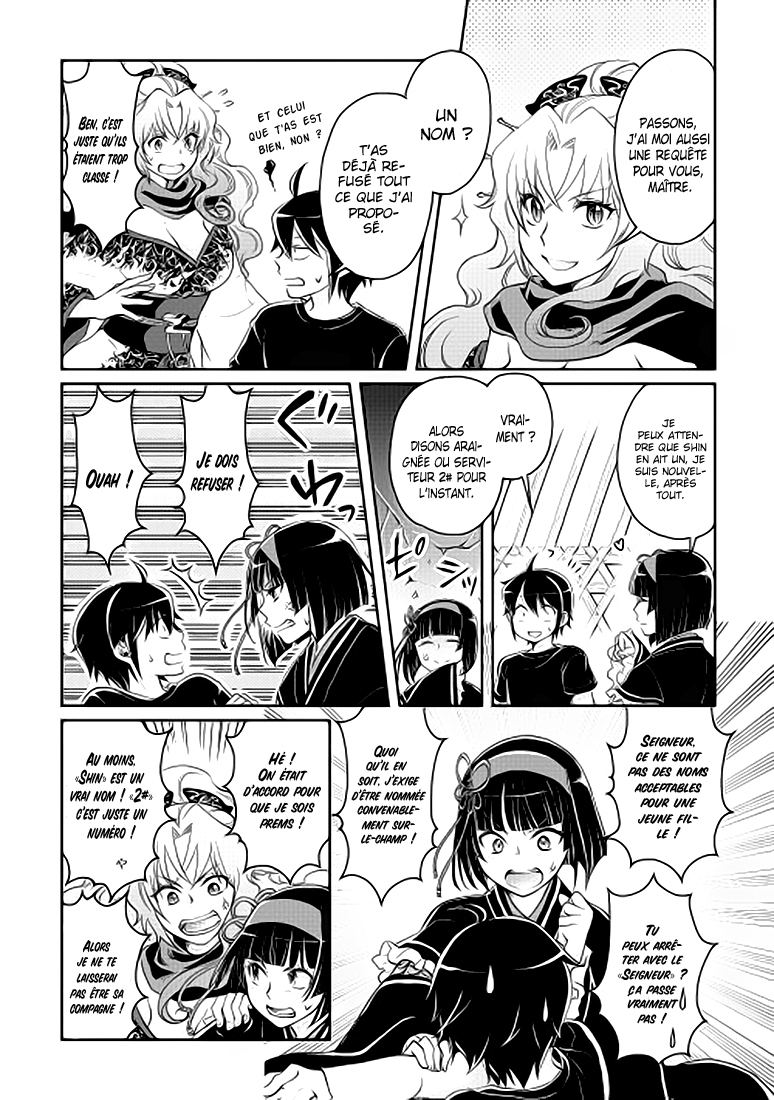 PASSONS,
J'AI MOI AUSSI
UNE REQUÊTE
POUR VOUS,
MAÎTRE.
UN
NOM ?
T'AS
DÉJÀ RE-
FUSÉ TOUT
CE QUE J'AI
PROPO-
SÉ.
ET CELUI
QUE T'AS EST
BIEN, NON ?
BEN, C'EST
JUSTE QU'ILS
ÉTAIENT TROP
CLASSE !
JE
PEUX ATTEN-
DRE QUE SHIN
EN AIT UN, JE
SUIS NOUVEL-
LE, APRÈS
TOUT.
VRAI-
MENT ?
ALORS
DISONS ARAI-
GNÉE OU SERVI-
TEUR 2# POUR
L'INSTANT.
ピシッ
JE DOIS
REFUSER !
OUAH !
ぐわっ
SEIGNEUR,
CE NE SONT
PAS DES NOMS
ACCEPTABLES
POUR UNE
JEUNE FIL-
LE !
QUOI
QU'IL EN
SOIT, J'EXIGE
D'ÊTRE NOMMÉE
CONVENABLE-
MENT SUR-
LE-CHAMP !
TU
PEUX ARRÊ-
TER AVEC LE
«SEIGNEUR» ?
ÇA PASSE
VRAIMENT
PAS !
HÉ !
ON ÉTAIT
D'ACCORD POUR
QUE JE SOIS
PREMS !
AU MOINS,
«SHIN» EST UN
VRAI NOM ! «2#»
C'EST JUSTE UN
NUMÉRO !
ALORS
JE NE TE
LAISSERAI
PAS ÊTRE SA
COMPAGNE !